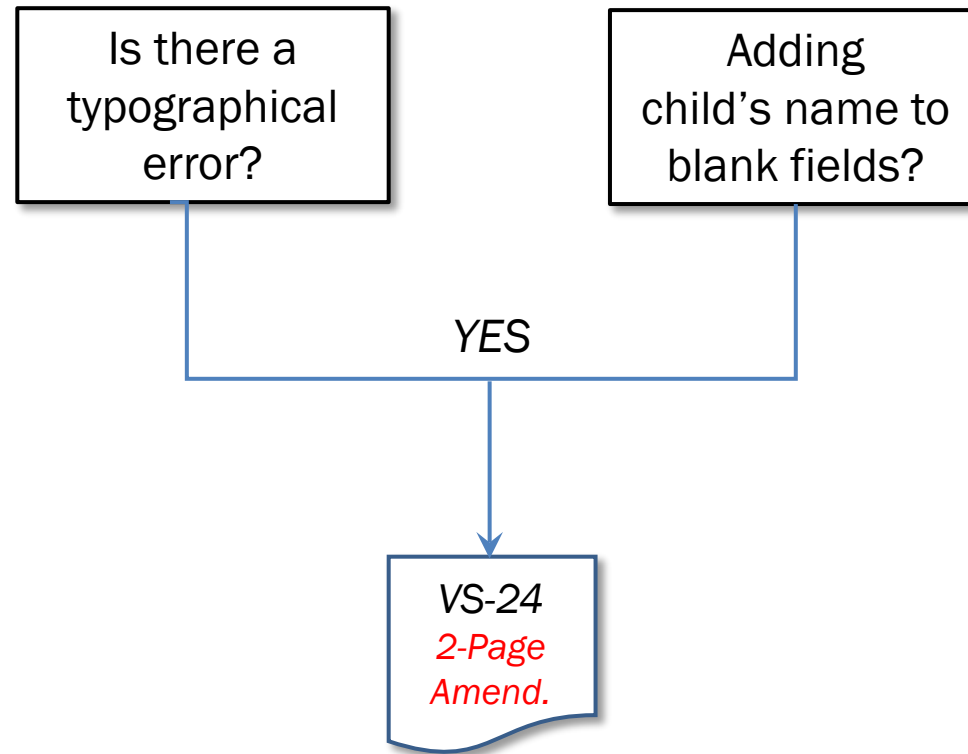 Is there a
typographical
error?
Adding
child’s name to
blank fields?
YES
VS-24
2-Page
Amend.